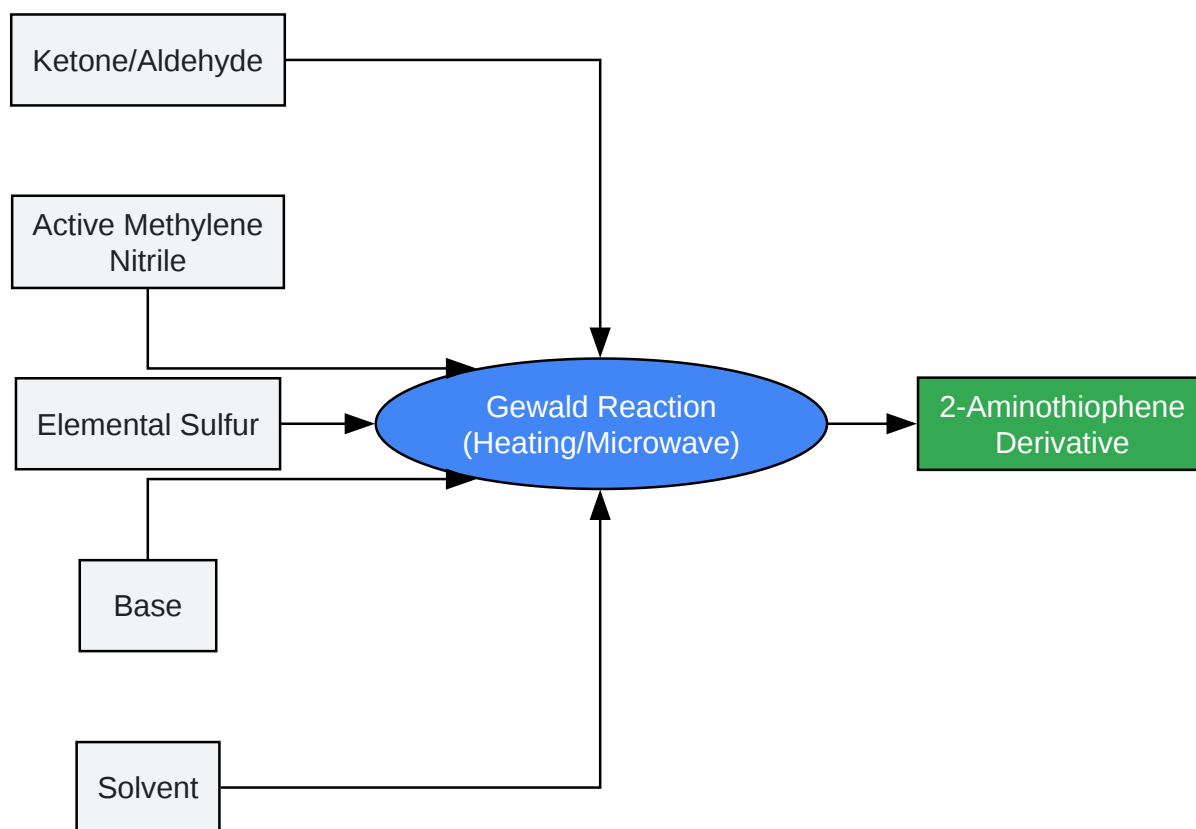 Ketone/Aldehyde
Active Methylene
Nitrile
Elemental Sulfur
Base
Solvent
Gewald Reaction
(Heating/Microwave)
2-Aminothiophene
Derivative